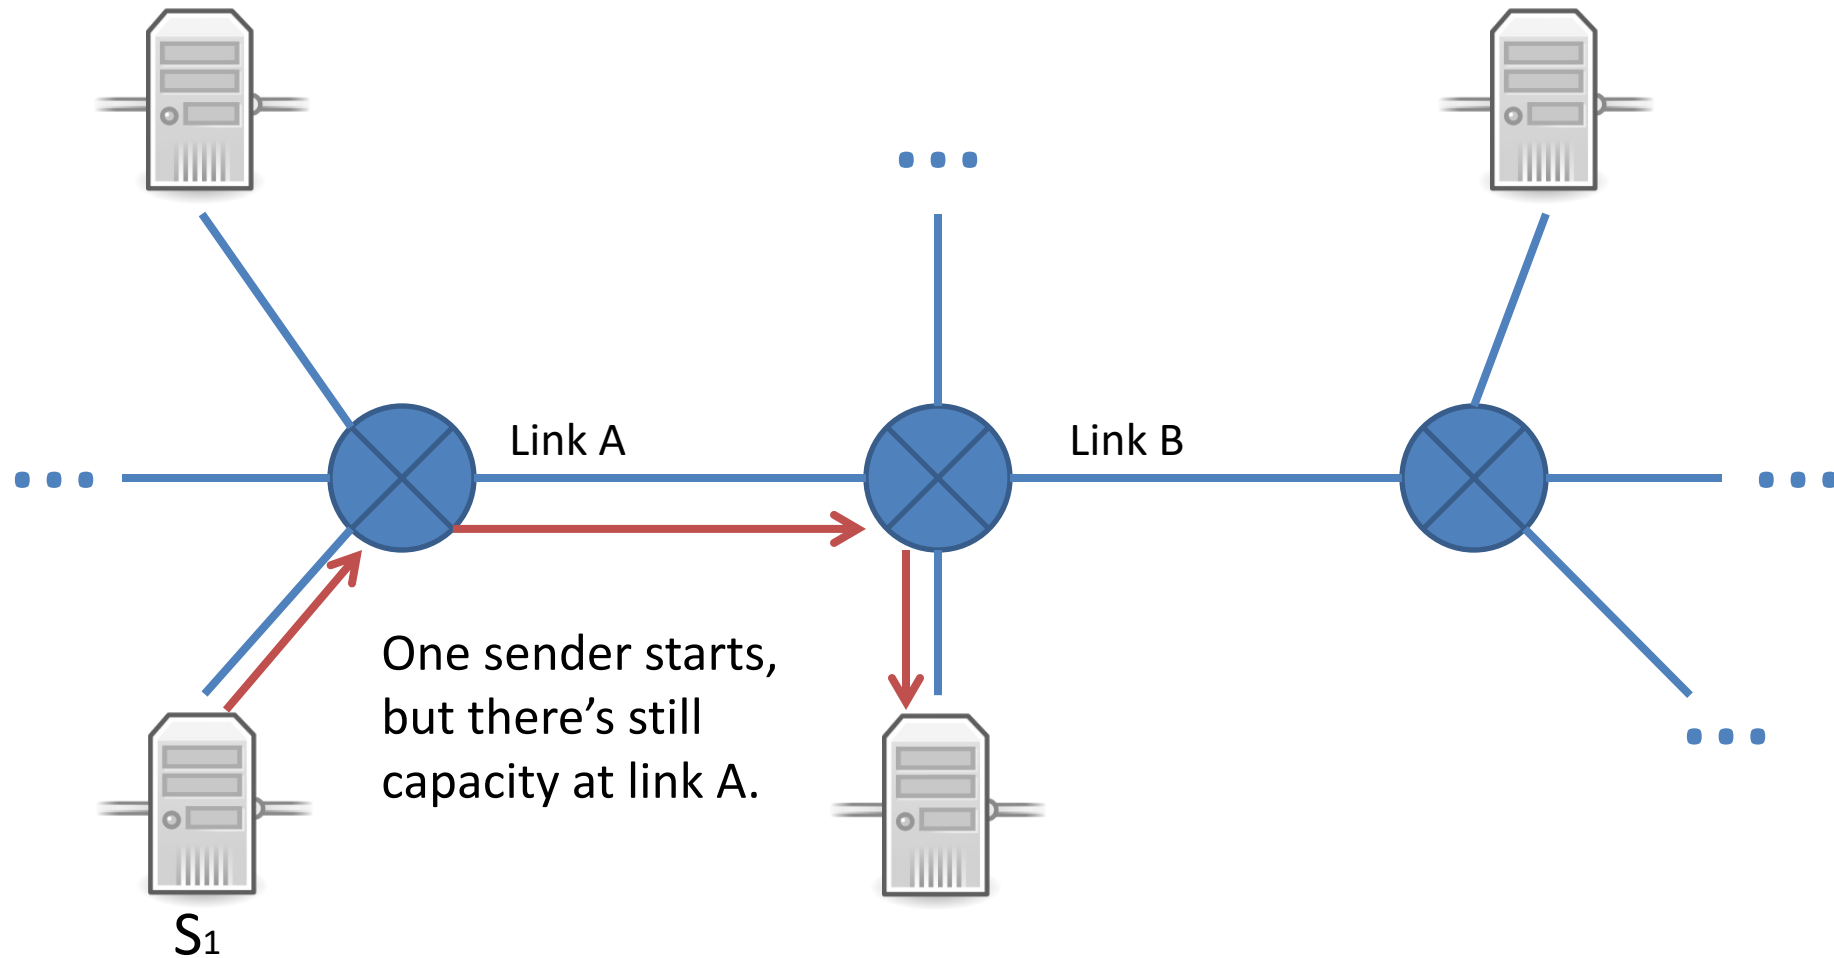 Link A
Link B
One sender starts,
but there’s still
capacity at link A.
S1